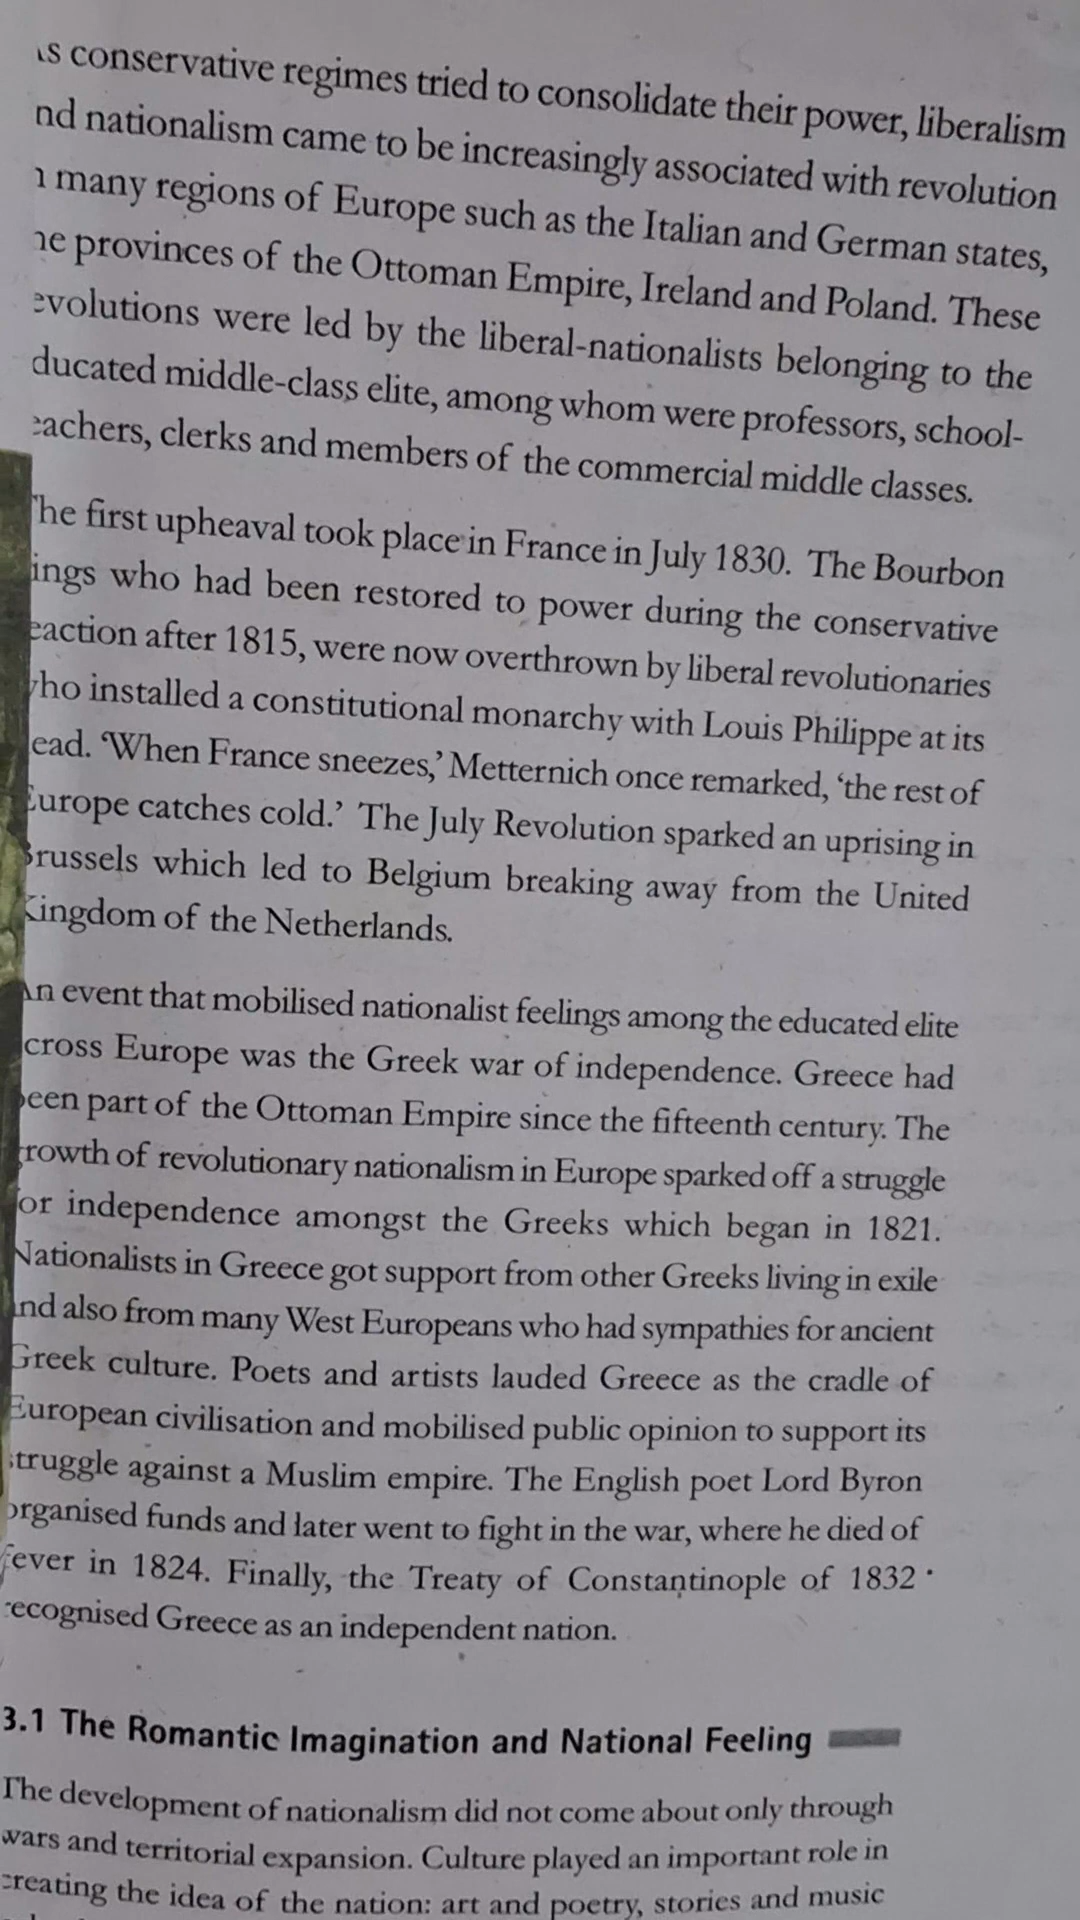 s conservative regimes tried to consolidate their power, liberalism
nd nationalism came to be increasingly associated with revolution
many regions of Europe such as the Italian and German states,
he provinces of the Ottoman Empire, Ireland and Poland. These
evolutions were led by the liberal-nationalists belonging to the
ducated middle-class elite, among whom were professors, school-
eachers, clerks and members of the commercial middle classes.
The first upheaval took place in France in July 1830. The Bourbon
ings who had been restored to power during the conservative
eaction after 1815, were now overthrown by liberal revolutionaries
who installed a constitutional monarchy with Louis Philippe at its
ead. ‘When France sneezes,’ Metternich once remarked, ‘the rest of
Europe catches cold.’ The July Revolution sparked an uprising in
Brussels which led to Belgium breaking away from the United
Kingdom of the Netherlands.
An event that mobilised nationalist feelings among the educated elite
cross Europe was the Greek war of independence. Greece had
been part of the Ottoman Empire since the fifteenth century. The
growth of revolutionary nationalism in Europe sparked off a struggle
for independence amongst the Greeks which began in 1821.
Nationalists in Greece got support from other Greeks living in exile
and also from many West Europeans who had sympathies for ancient
Greek culture. Poets and artists lauded Greece as the cradle of
European civilisation and mobilised public opinion to support its
struggle against a Muslim empire. The English poet Lord Byron
organised funds and later went to fight in the war, where he died of
fever in 1824. Finally, the Treaty of Constantinople of 1832
recognised Greece as an independent nation.
3.1 The Romantic Imagination and National Feeling
The development of nationalism did not come about only through
wars and territorial expansion. Culture played an important role in
creating the idea of the nation: art and poetry, stories and music